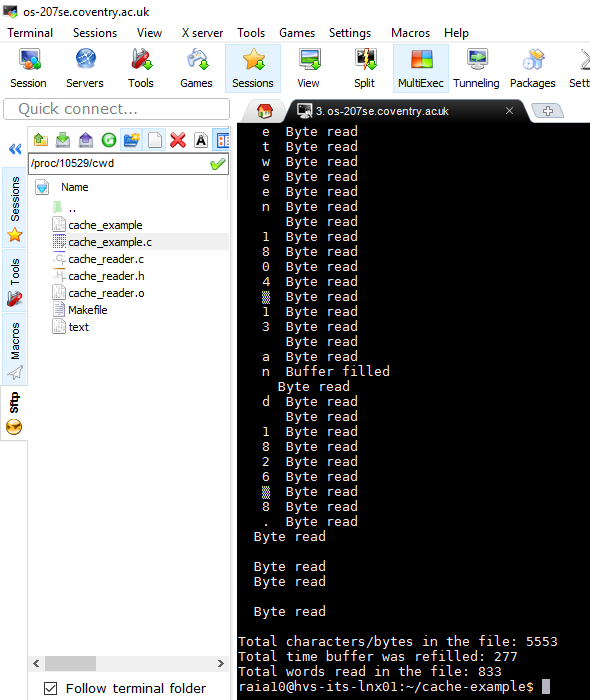 os-207se.coventry.ac.uk
Terminal Sessions View X server Tools Games Settings Macros Help
Session Servers Tools Games Sessions View Split MultiExec Tunneling Packages Sett
Quick connect...
3. os-207se.coventry.ac.uk
/proc/10529/cwd
Name
..
cache_example
cache_example.c
cache_reader.c
cache_reader.h
cache_reader.o
Makefile
text
Sessions
Tools
Macros
Sftp
Follow terminal folder
e Byte read
t Byte read
w Byte read
e Byte read
e Byte read
n Byte read
Byte read
1 Byte read
8 Byte read
0 Byte read
4 Byte read
▒ Byte read
1 Byte read
3 Byte read
Byte read
a Byte read
n Buffer filled
Byte read
d Byte read
Byte read
1 Byte read
8 Byte read
2 Byte read
6 Byte read
▒ Byte read
8 Byte read
. Byte read
Byte read
Byte read
Byte read
Byte read
Total characters/bytes in the file: 5553
Total time buffer was refilled: 277
Total words read in the file: 833
raia10@hvs-its-lnx01:~/cache-example$